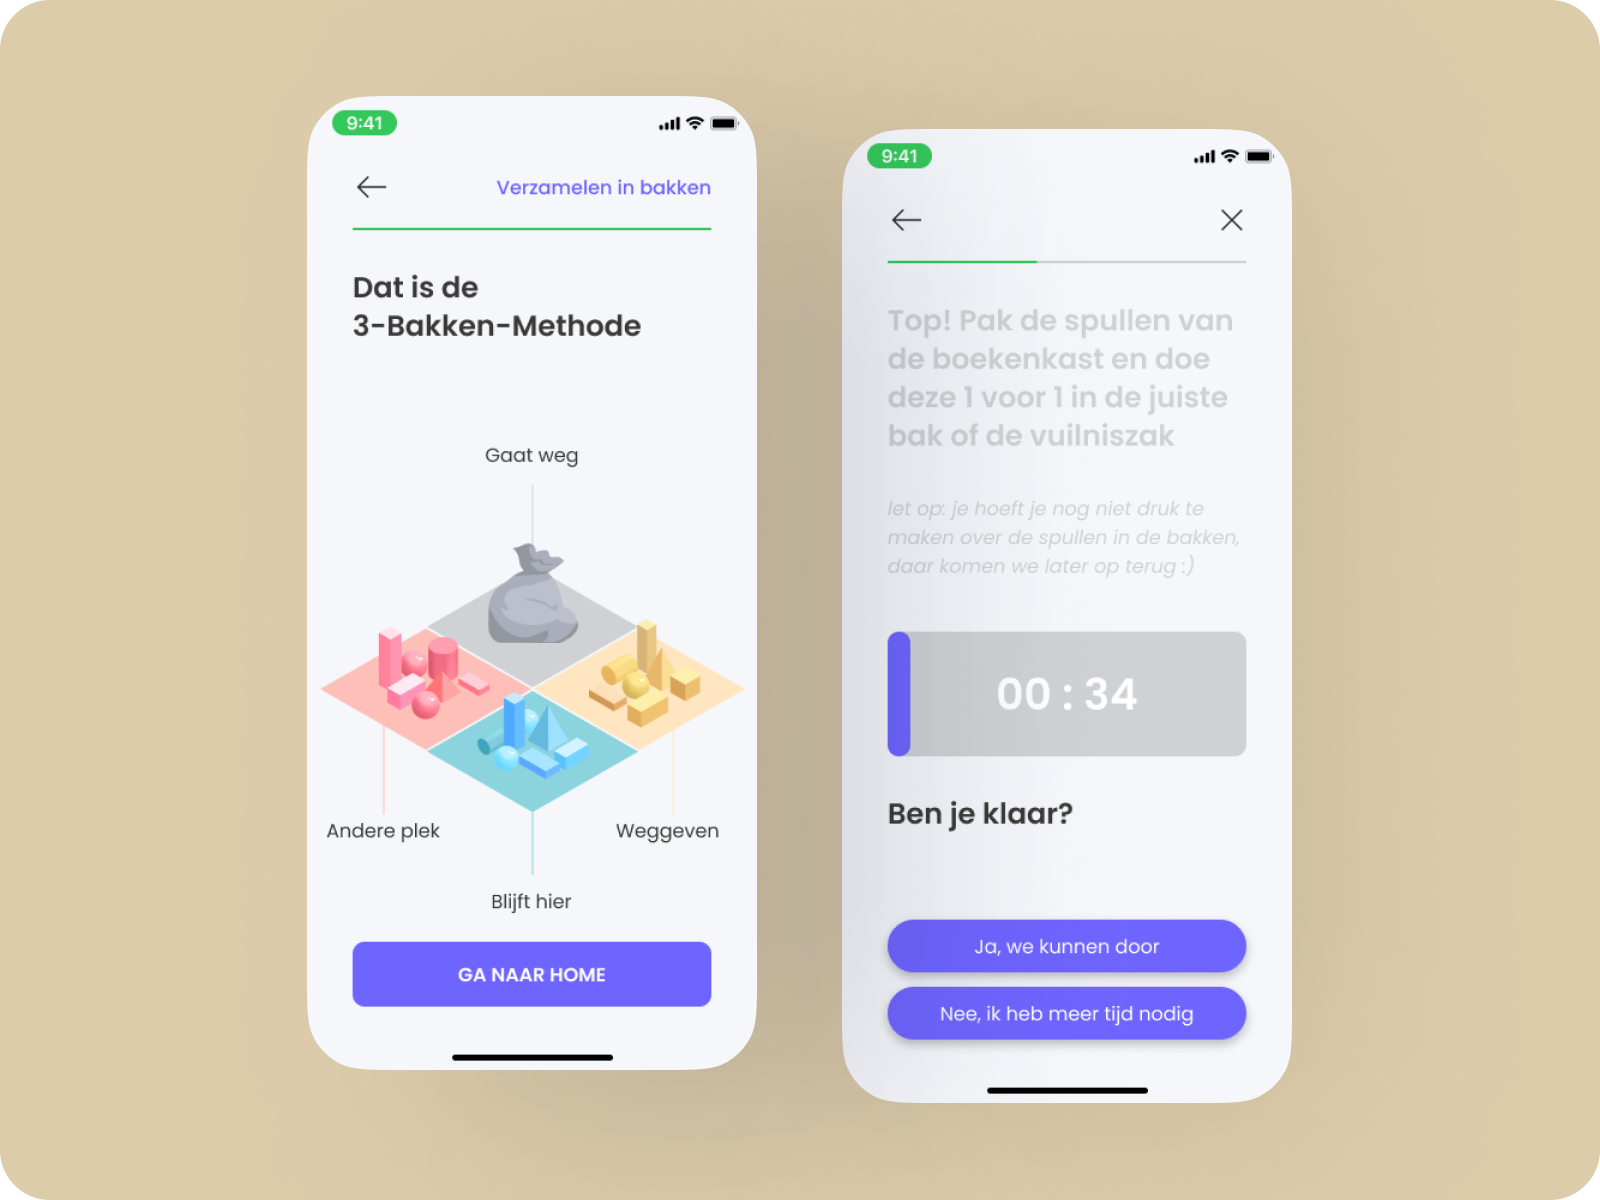 9:41
Verzamelen in bakken
Dat is de
3-Bakken-Methode
Gaat weg
Andere plek
Weggeven
Blijft hier
GA NAAR HOME
9:41
Top! Pak de spullen van
de boekenkast en doe
deze 1 voor 1 in de juiste
bak of de vuilniszak
let op: je hoeft je nog niet druk te
maken over de spullen in de bakken,
daar komen we later op terug :)
00 : 34
Ben je klaar?
Ja, we kunnen door
Nee, ik heb meer tijd nodig